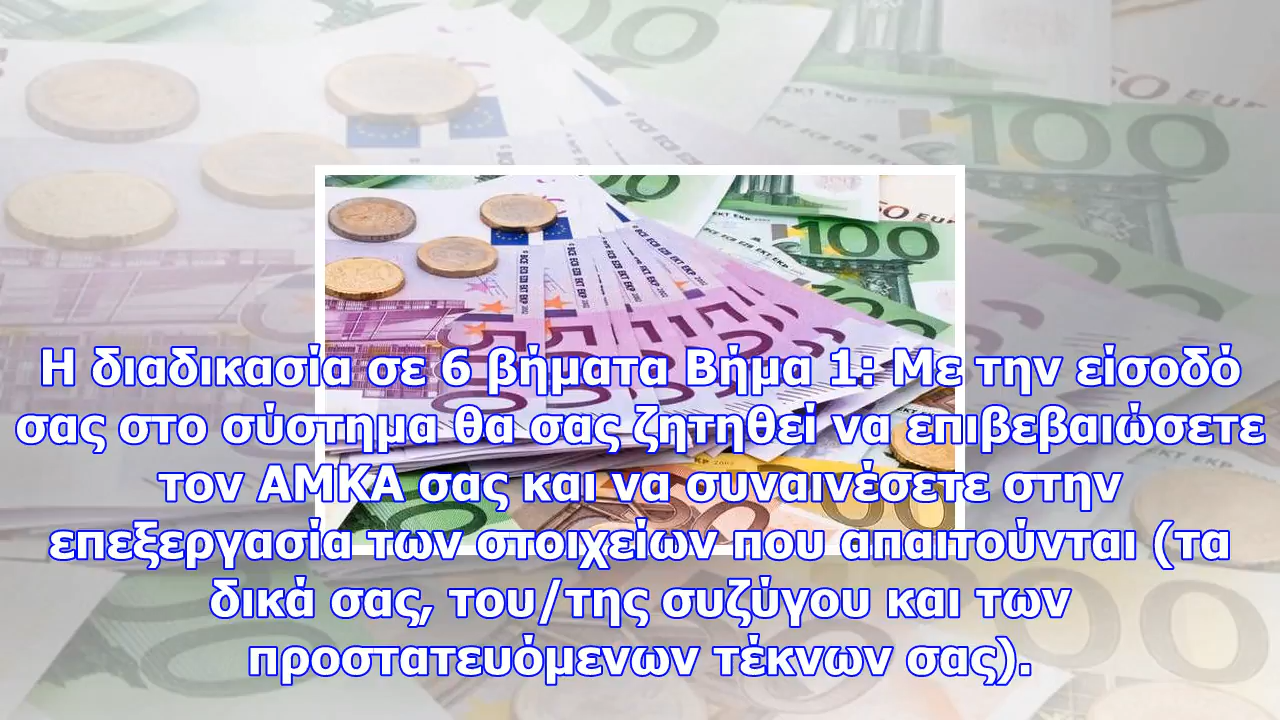 Η διαδικασία σε 6 βήματα Βήμα 1: Με την είσοδό
σας στο σύστημα θα σας ζητηθεί να επιβεβαιώσετε
τον ΑΜΚΑ σας και να συναινέσετε στην
επεξεργασία των στοιχείων που απαιτούνται (τα
δικά σας, του/της συζύγου και των
προστατευόμενων τέκνων σας).